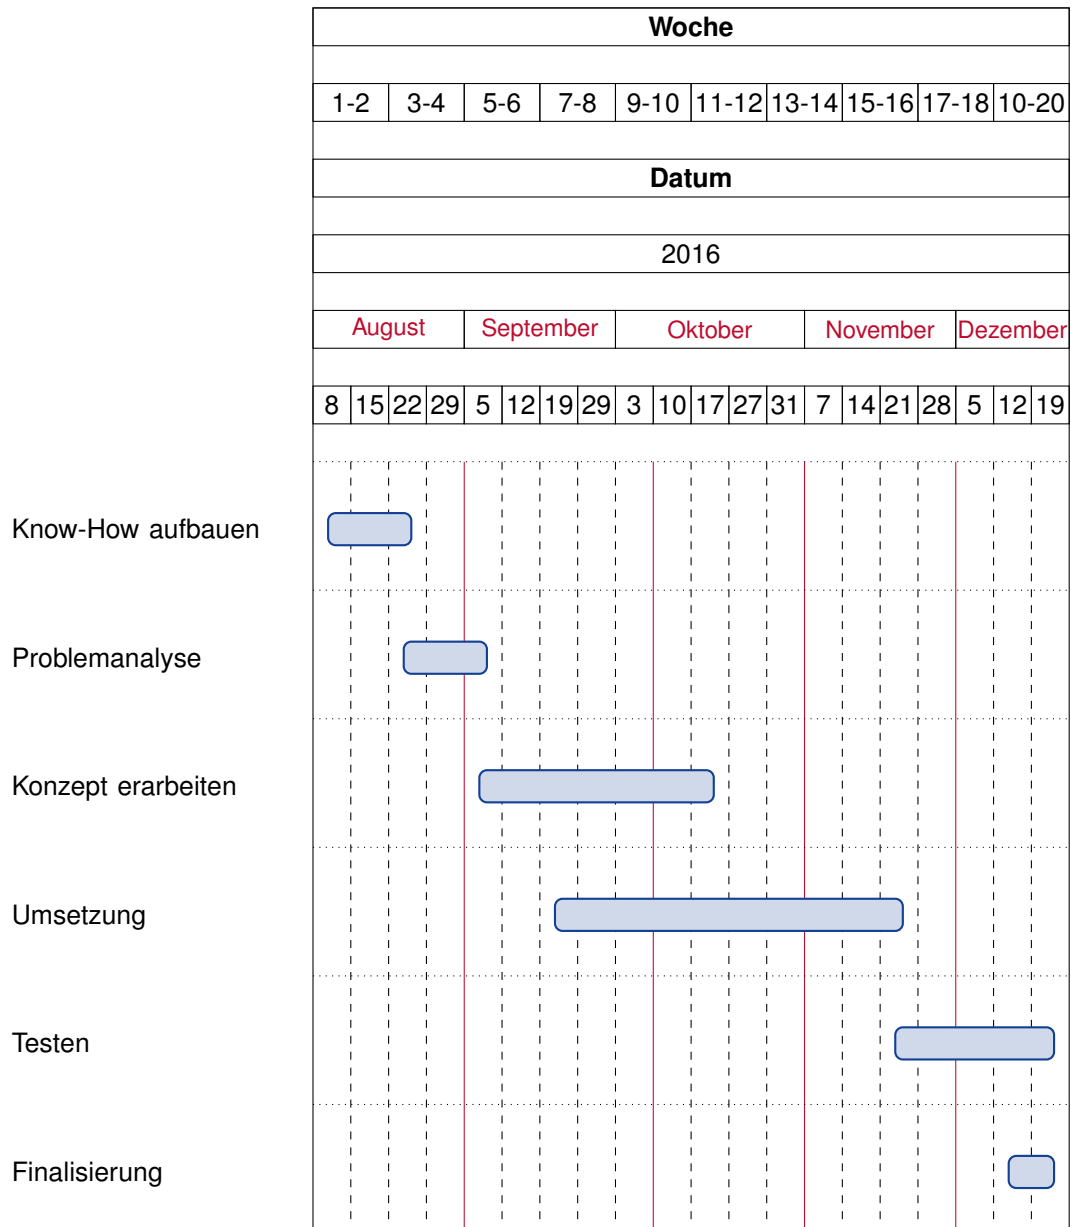 Woche
1-2 3-4 5-6 7-8 9-10 11-12 13-14 15-16 17-18 10-20
Datum
2016
August September Oktober November Dezember
8 15 22 29 5 12 19 29 3 10 17 27 31 7 14 21 28 5 12 19
Know-How aufbauen
Problemanalyse
Konzept erarbeiten
Umsetzung
Testen
Finalisierung